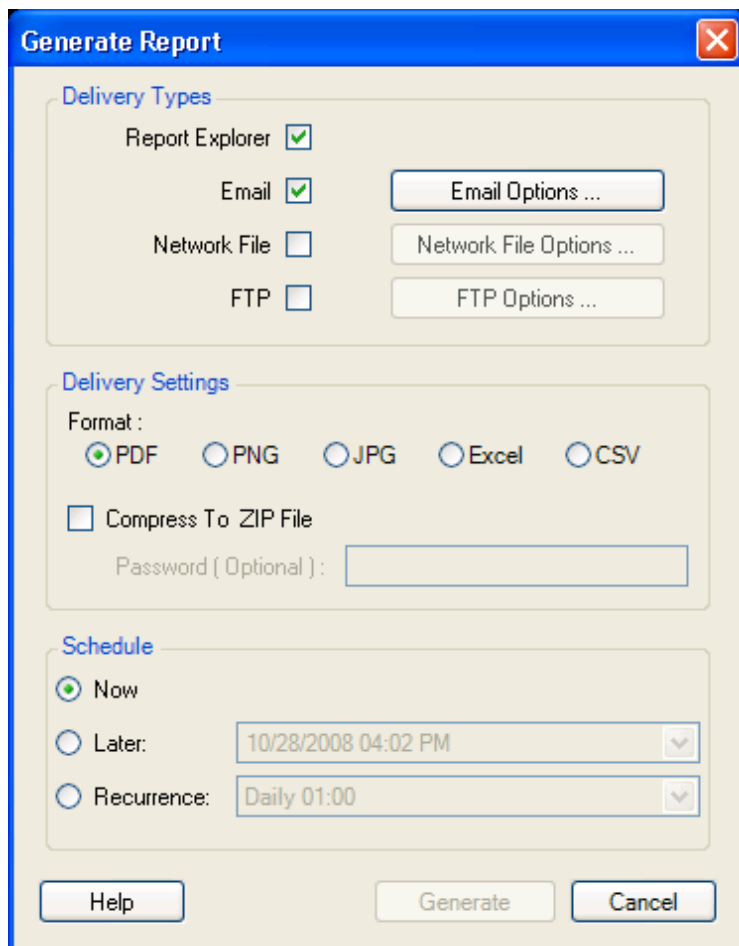 Generate Report
Delivery Types
Report Explorer
Email
Email Options ...
Network File
Network File Options ...
FTP
FTP Options ...
Delivery Settings
Format :
PDF PNG JPG Excel CSV
Compress To ZIP File
Password ( Optional ) :
Schedule
Now
Later: 10/28/2008 04:02 PM
Recurrence: Daily 01:00
Help Generate Cancel